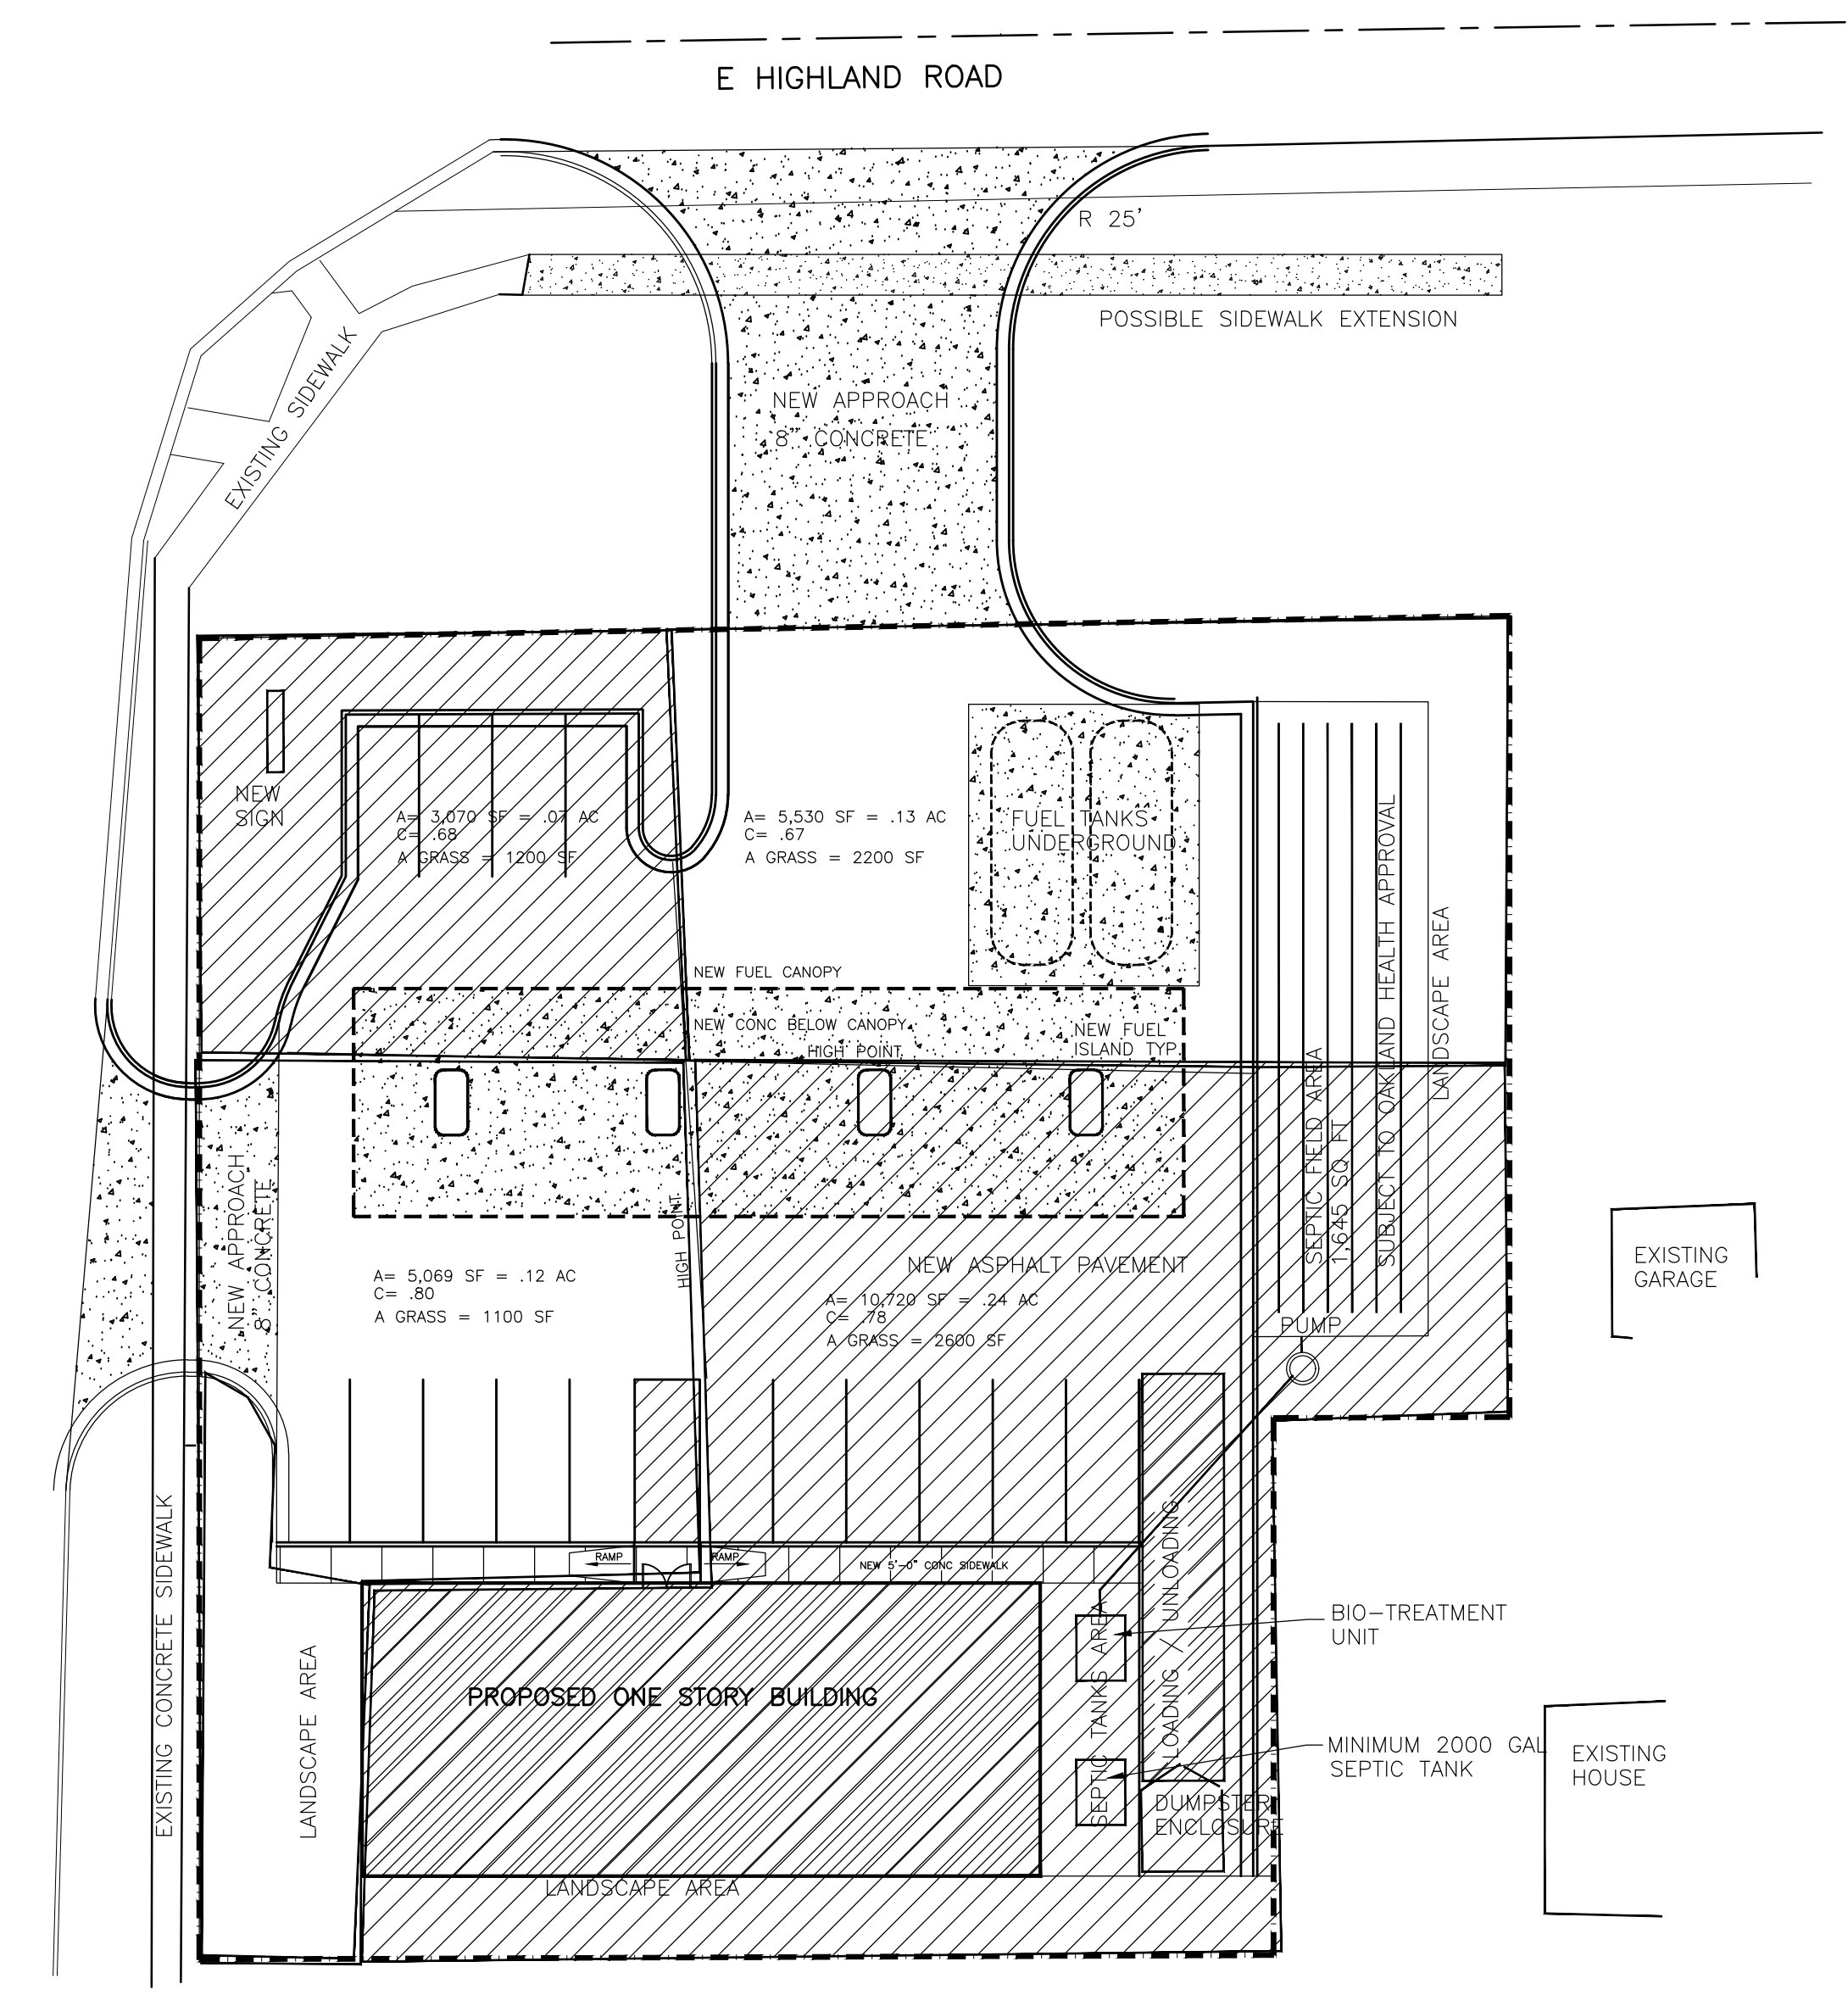 E HIGHLAND ROAD
R 25'
POSSIBLE SIDEWALK EXTENSION
EXISTING SIDEWALK
NEW APPROACH
8" CONCRETE
NEW
SIGN
A= 3,070 SF = .07 AC
C= .68
A GRASS = 1200 SF
A= 5,530 SF = .13 AC
C= .67
A GRASS = 2200 SF
FUEL TANKS
UNDERGROUND
NEW FUEL CANOPY
NEW CONC BELOW CANOPY
HIGH POINT
NEW FUEL
ISLAND TYP
SEPTIC FIELD AREA
1,645 SQ FT
SUBJECT TO OAKLAND HEALTH APPROVAL
LANDSCAPE AREA
NEW APPROACH
8" CONCRETE
HIGH POINT
NEW ASPHALT PAVEMENT
A= 5,069 SF = .12 AC
C= .80
A GRASS = 1100 SF
A= 10,720 SF = .24 AC
C= .78
A GRASS = 2600 SF
PUMP
EXISTING
GARAGE
EXISTING CONCRETE SIDEWALK
RAMP
RAMP
NEW 5'-0" CONC SIDEWALK
LANDSCAPE AREA
PROPOSED ONE STORY BUILDING
SEPTIC TANKS AREA
LOADING / UNLOADING
BIO-TREATMENT
UNIT
MINIMUM 2000 GAL
SEPTIC TANK
EXISTING
HOUSE
DUMPSTER
ENCLOSURE
LANDSCAPE AREA